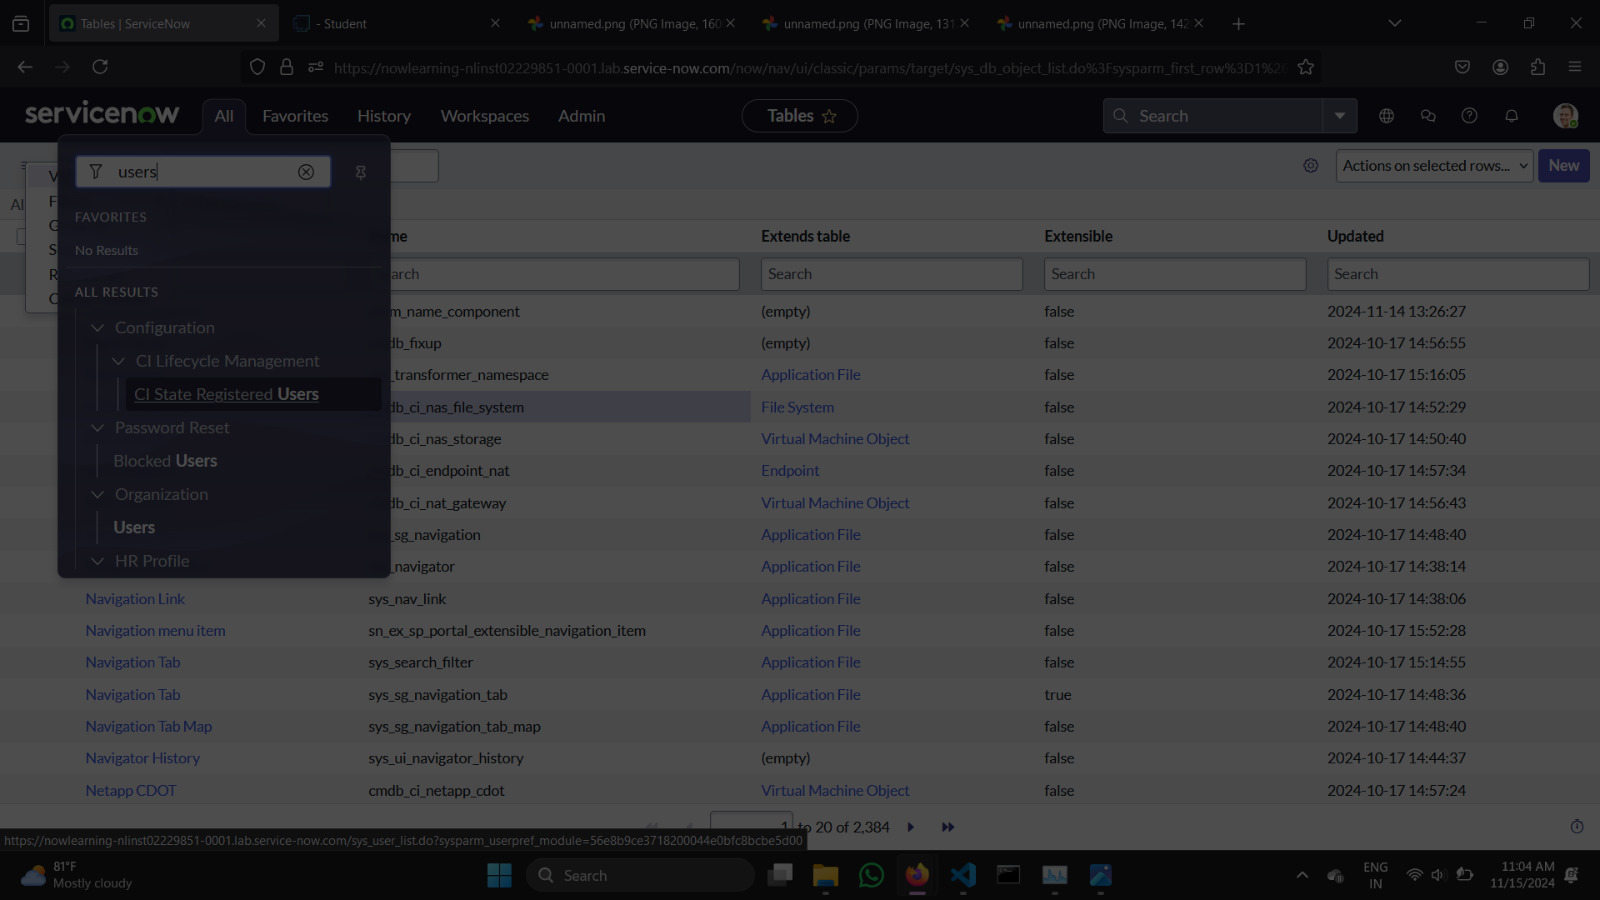 Tables | ServiceNow
- Student
unnamed.png (PNG Image, 160
unnamed.png (PNG Image, 131
unnamed.png (PNG Image, 142
https://nowlearning-nlinst02229851-0001.lab.service-now.com/now/nav/ui/classic/params/target/sys_db_object_list.do%3Fsysparm_first_row%3D1%26
servicenow
All
Favorites
History
Workspaces
Admin
Tables
Search
users
Actions on selected rows...
New
FAVORITES
No Results
ALL RESULTS
Configuration
CI Lifecycle Management
CI State Registered Users
Password Reset
Blocked Users
Organization
Users
HR Profile
Extends table Extensible Updated
Search Search Search
m_name_component (empty) false 2024-11-14 13:26:27
db_fixup (empty) false 2024-10-17 14:56:55
_transformer_namespace Application File false 2024-10-17 15:16:05
db_ci_nas_file_system File System false 2024-10-17 14:52:29
db_ci_nas_storage Virtual Machine Object false 2024-10-17 14:50:40
db_ci_endpoint_nat Endpoint false 2024-10-17 14:57:34
db_ci_nat_gateway Virtual Machine Object false 2024-10-17 14:56:43
_sg_navigation Application File false 2024-10-17 14:48:40
_navigator Application File false 2024-10-17 14:38:14
Navigation Link sys_nav_link Application File false 2024-10-17 14:38:06
Navigation menu item sn_ex_sp_portal_extensible_navigation_item Application File false 2024-10-17 15:52:28
Navigation Tab sys_search_filter Application File false 2024-10-17 15:14:55
Navigation Tab sys_sg_navigation_tab Application File true 2024-10-17 14:48:36
Navigation Tab Map sys_sg_navigation_tab_map Application File false 2024-10-17 14:48:40
Navigator History sys_ui_navigator_history (empty) false 2024-10-17 14:44:37
Netapp CDOT cmdb_ci_netapp_cdot Virtual Machine Object false 2024-10-17 14:57:24
1 to 20 of 2,384
https://nowlearning-nlinst02229851-0001.lab.service-now.com/sys_user_list.do?sysparm_userpref_module=56e8b9ce3718200044e0bfc8bcbe5d00
81°F
Mostly cloudy
Search
ENG
IN
11:04 AM
11/15/2024